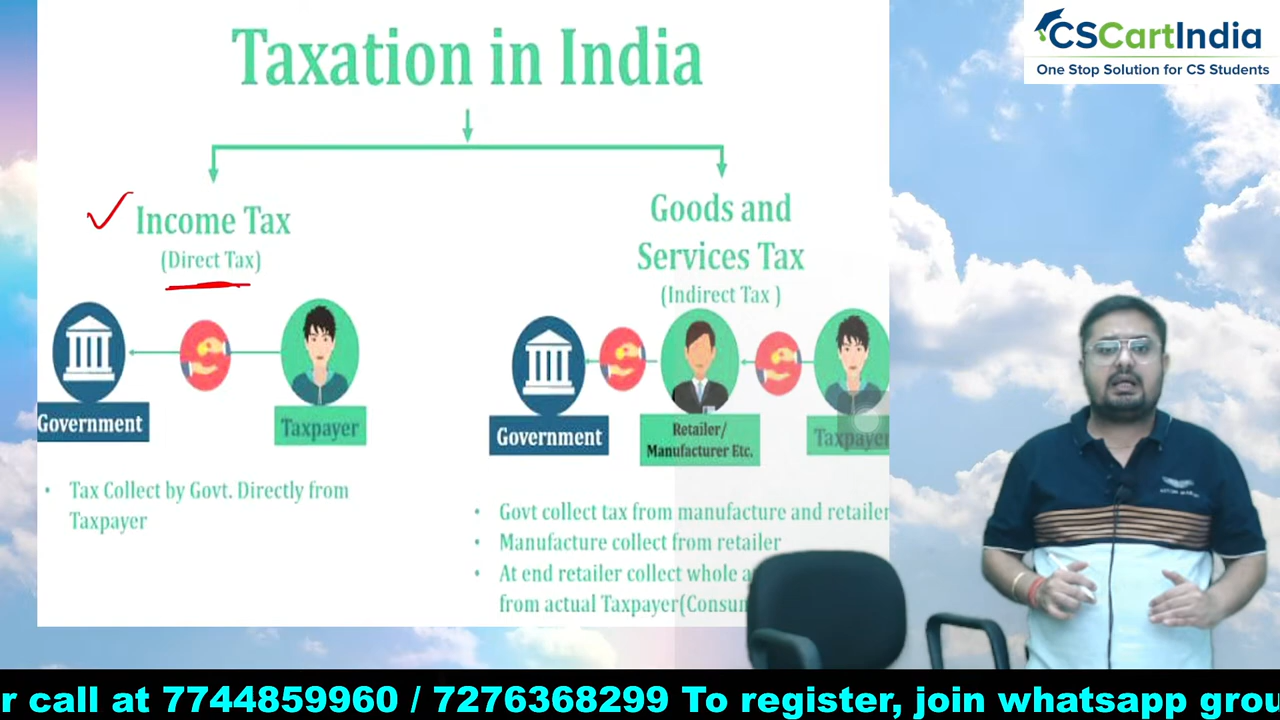 CSCartIndia
One Stop Solution for CS Students
Taxation in India
Income Tax
(Direct Tax)
Government
Taxpayer
• Tax Collect by Govt. Directly from
Taxpayer
Goods and
Services Tax
(Indirect Tax )
Government
Retailer/
Manufacturer Etc.
Taxpayer
• Govt collect tax from manufacture and retailer
• Manufacture collect from retailer
• At end retailer collect whole
from actual Taxpayer(Consum
r call at 7744859960 / 7276368299 To register, join whatsapp grou